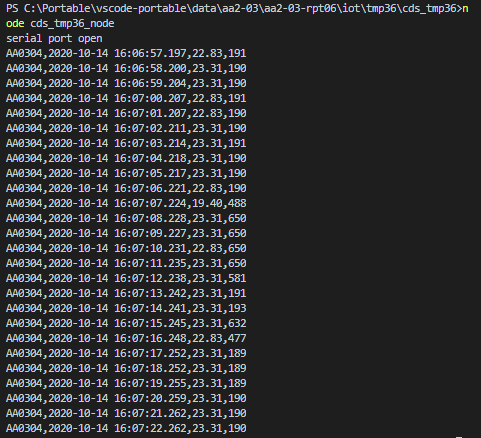 PS C:\Portable\vscode-portable\data\aa2-03\aa2-03-rpt06\iot\tmp36\cds_tmp36>n
ode cds_tmp36_node
serial port open
AA0304,2020-10-14 16:06:57.197,22.83,191
AA0304,2020-10-14 16:06:58.200,23.31,190
AA0304,2020-10-14 16:06:59.204,23.31,190
AA0304,2020-10-14 16:07:00.207,22.83,191
AA0304,2020-10-14 16:07:01.207,22.83,190
AA0304,2020-10-14 16:07:02.211,23.31,190
AA0304,2020-10-14 16:07:03.214,23.31,191
AA0304,2020-10-14 16:07:04.218,23.31,190
AA0304,2020-10-14 16:07:05.217,23.31,190
AA0304,2020-10-14 16:07:06.221,22.83,190
AA0304,2020-10-14 16:07:07.224,19.40,488
AA0304,2020-10-14 16:07:08.228,23.31,650
AA0304,2020-10-14 16:07:09.227,23.31,650
AA0304,2020-10-14 16:07:10.231,22.83,650
AA0304,2020-10-14 16:07:11.235,23.31,650
AA0304,2020-10-14 16:07:12.238,23.31,581
AA0304,2020-10-14 16:07:13.242,23.31,191
AA0304,2020-10-14 16:07:14.241,23.31,193
AA0304,2020-10-14 16:07:15.245,23.31,632
AA0304,2020-10-14 16:07:16.248,22.83,477
AA0304,2020-10-14 16:07:17.252,23.31,189
AA0304,2020-10-14 16:07:18.252,23.31,189
AA0304,2020-10-14 16:07:19.255,23.31,189
AA0304,2020-10-14 16:07:20.259,23.31,190
AA0304,2020-10-14 16:07:21.262,23.31,190
AA0304,2020-10-14 16:07:22.262,23.31,190